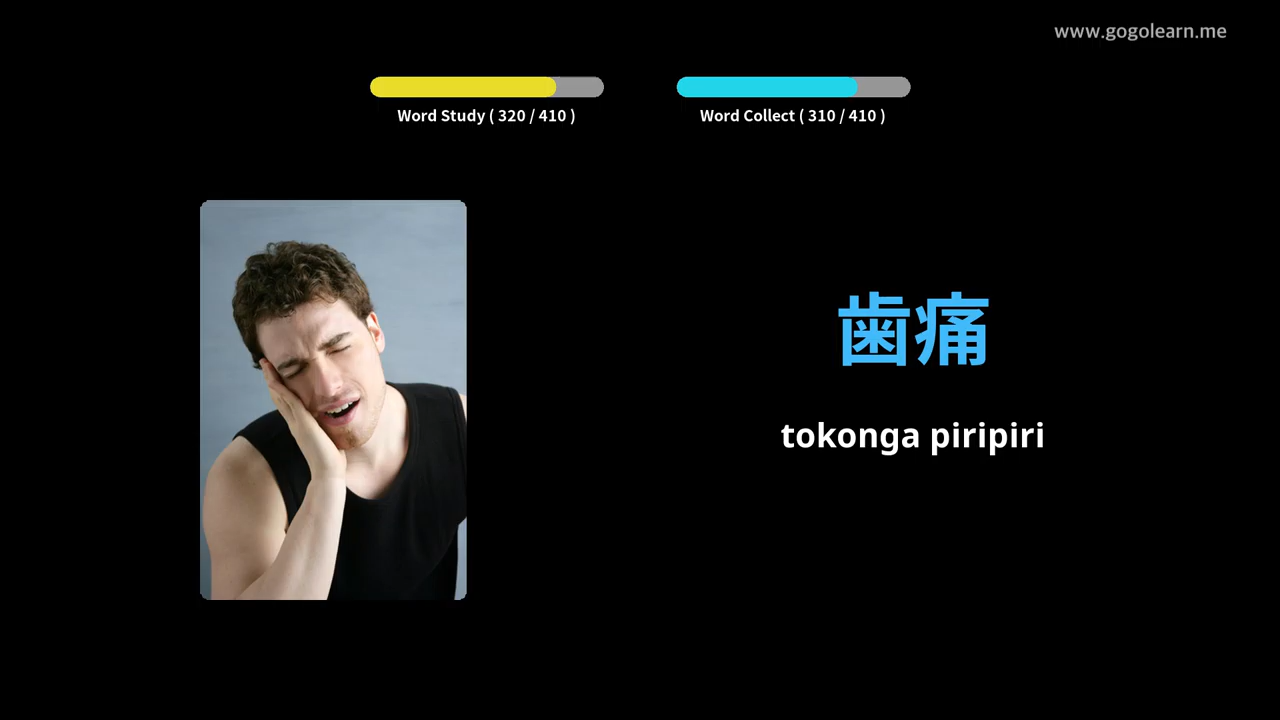 www.gogolearn.me
Word Study ( 320 / 410 )
Word Collect ( 310 / 410 )
歯痛
tokonga piripiri